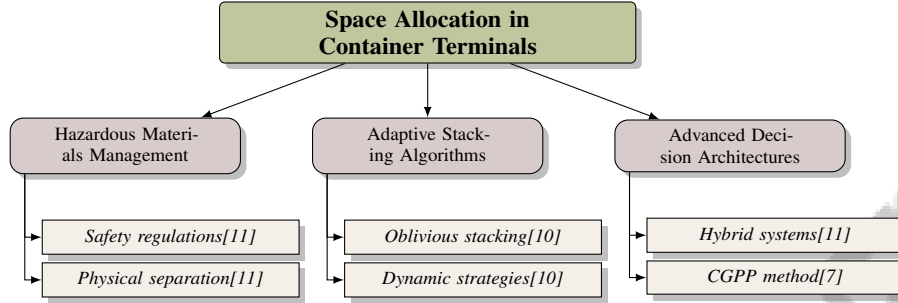 Space Allocation in
Container Terminals
Hazardous Materi-
als Management
Adaptive Stack-
ing Algorithms
Advanced Deci-
sion Architectures
Safety regulations[11]
Physical separation[11]
Oblivious stacking[10]
Dynamic strategies[10]
Hybrid systems[11]
CGPP method[7]